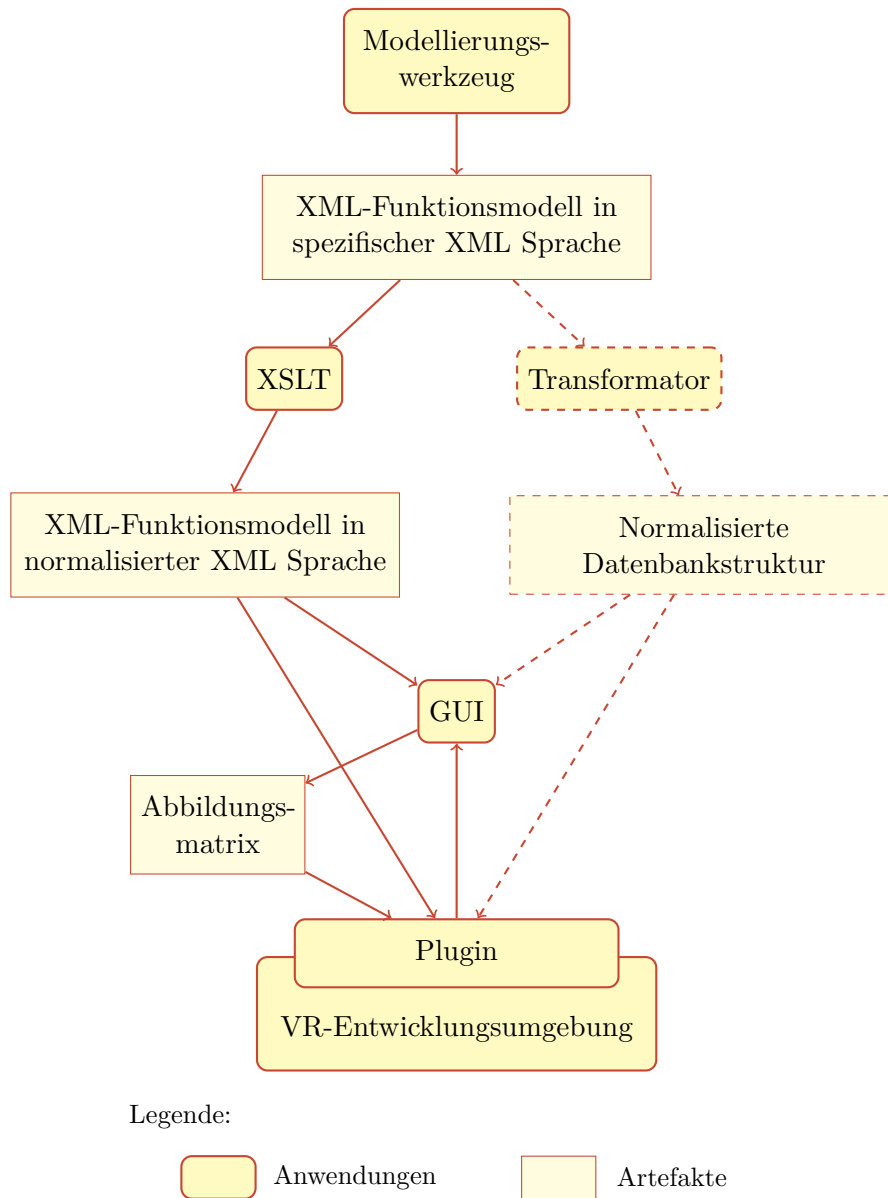 Modellierungs-
werkzeug
XML-Funktionsmodell in
spezifischer XML Sprache
XSLT
Transformator
XML-Funktionsmodell in
normalisierter XML Sprache
Normalisierte
Datenbankstruktur
GUI
Abbildungs-
matrix
Plugin
VR-Entwicklungsumgebung
Legende:
Anwendungen
Artefakte